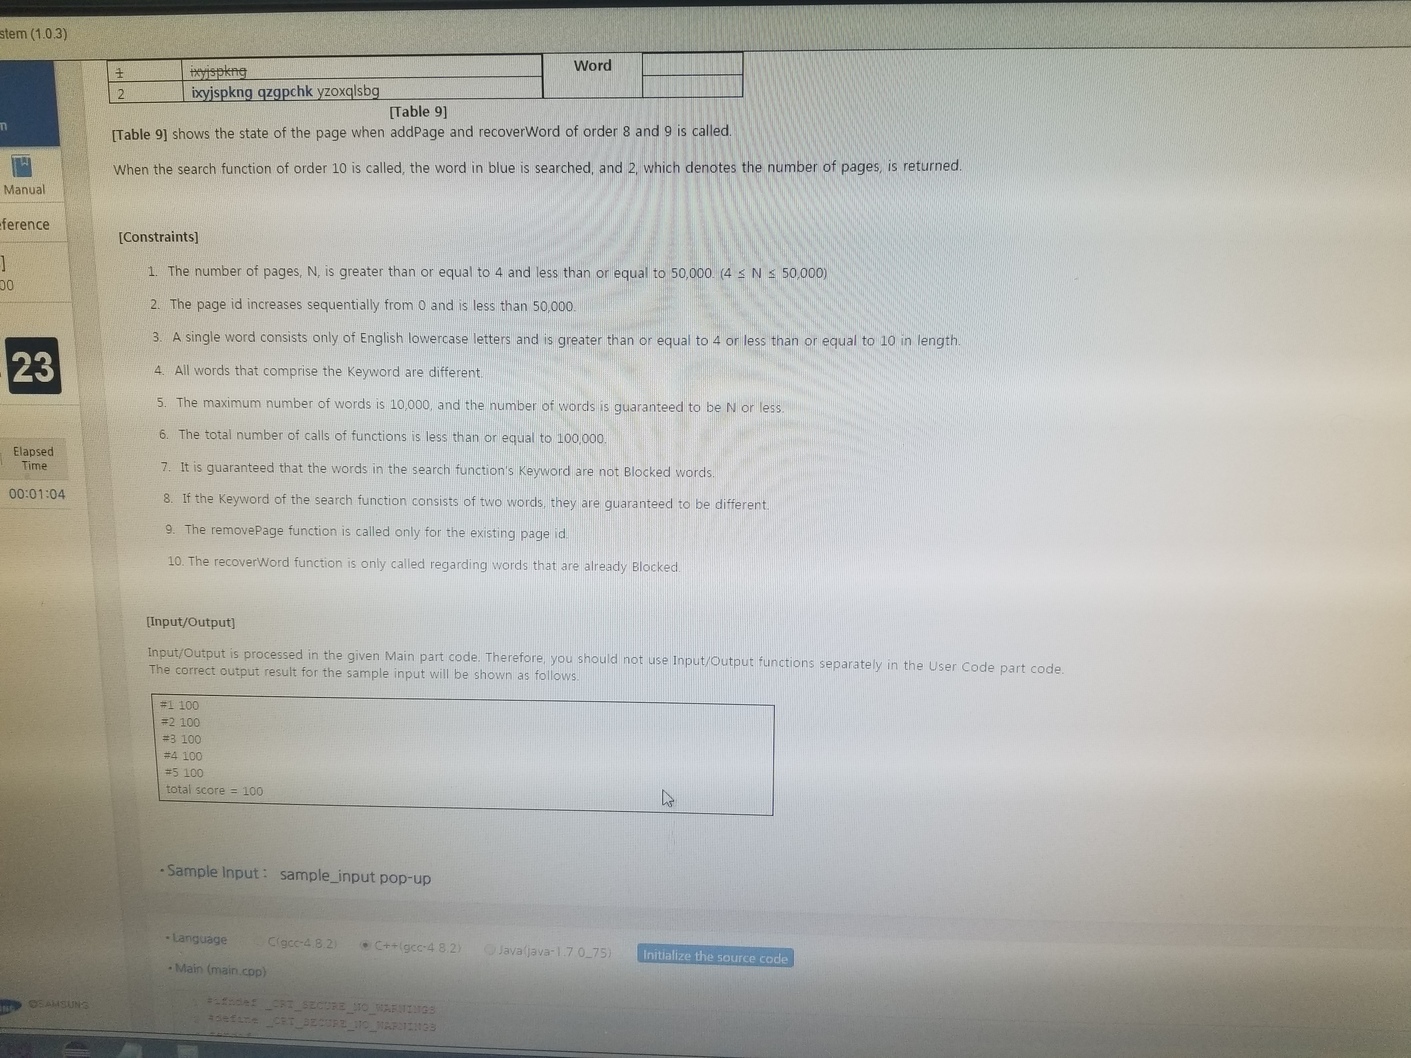 stem (1.0.3)
1 ixyjspkng
Word
2 ixyjspkng qzgpchk yzoxqlsbg
[Table 9]
[Table 9] shows the state of the page when addPage and recoverWord of order 8 and 9 is called.
When the search function of order 10 is called, the word in blue is searched, and 2, which denotes the number of pages, is returned.
n
Manual
ference
]
00
23
Elapsed
Time
00:01:04
[Constraints]
1. The number of pages, N, is greater than or equal to 4 and less than or equal to 50,000. (4 ≤ N ≤ 50,000)
2. The page id increases sequentially from 0 and is less than 50,000.
3. A single word consists only of English lowercase letters and is greater than or equal to 4 or less than or equal to 10 in length.
4. All words that comprise the Keyword are different.
5. The maximum number of words is 10,000, and the number of words is guaranteed to be N or less.
6. The total number of calls of functions is less than or equal to 100,000.
7. It is guaranteed that the words in the search function's Keyword are not Blocked words.
8. If the Keyword of the search function consists of two words, they are guaranteed to be different.
9. The removePage function is called only for the existing page id.
10. The recoverWord function is only called regarding words that are already Blocked.
[Input/Output]
Input/Output is processed in the given Main part code. Therefore, you should not use Input/Output functions separately in the User Code part code.
The correct output result for the sample input will be shown as follows.
#1 100
#2 100
#3 100
#4 100
#5 100
total score = 100
• Sample Input : sample_input pop-up
• Language C(gcc-4.8.2) C++(gcc-4.8.2) Java(java-1.7.0_75) Initialize the source code
• Main (main.cpp)
#ifndef _CRT_SECURE_NO_WARNINGS
#define _CRT_SECURE_NO_WARNINGS
SAMSUNG